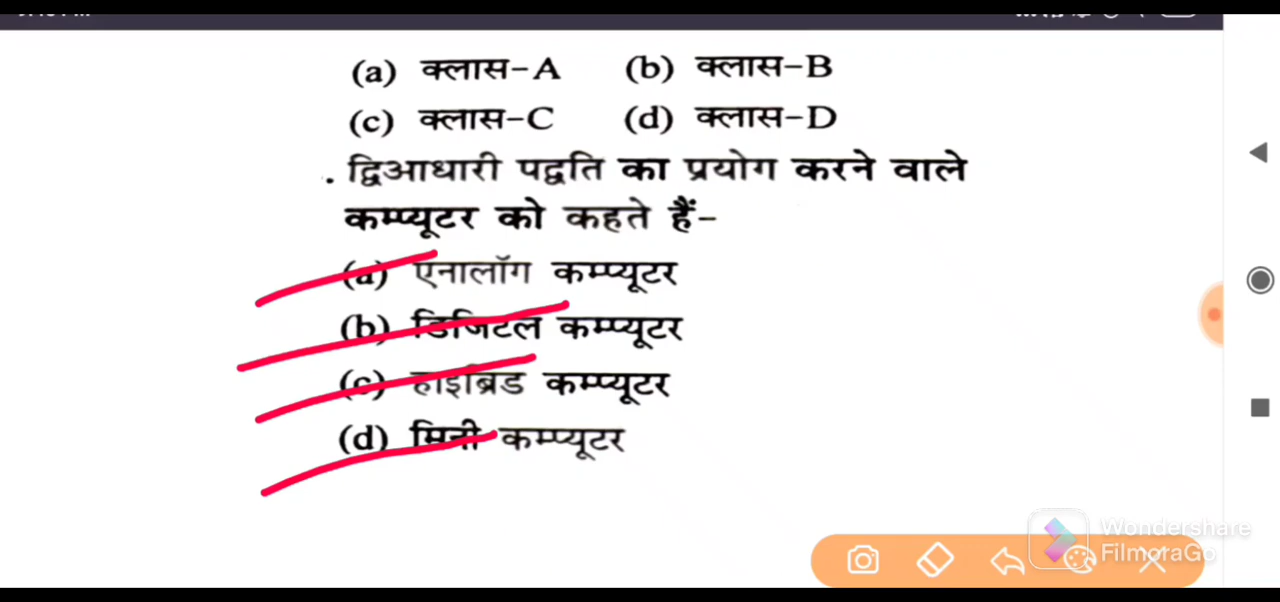 (a) क्लास-A (b) क्लास-B
(c) क्लास-C (d) क्लास-D
. द्विआधारी पद्वति का प्रयोग करने वाले
कम्प्यूटर को कहते हैं-
(a) एनालॉग कम्प्यूटर
(b) डिजिटल कम्प्यूटर
(c) हाइब्रिड कम्प्यूटर
(d) मिनी कम्प्यूटर
Wondershare
FilmoraGo